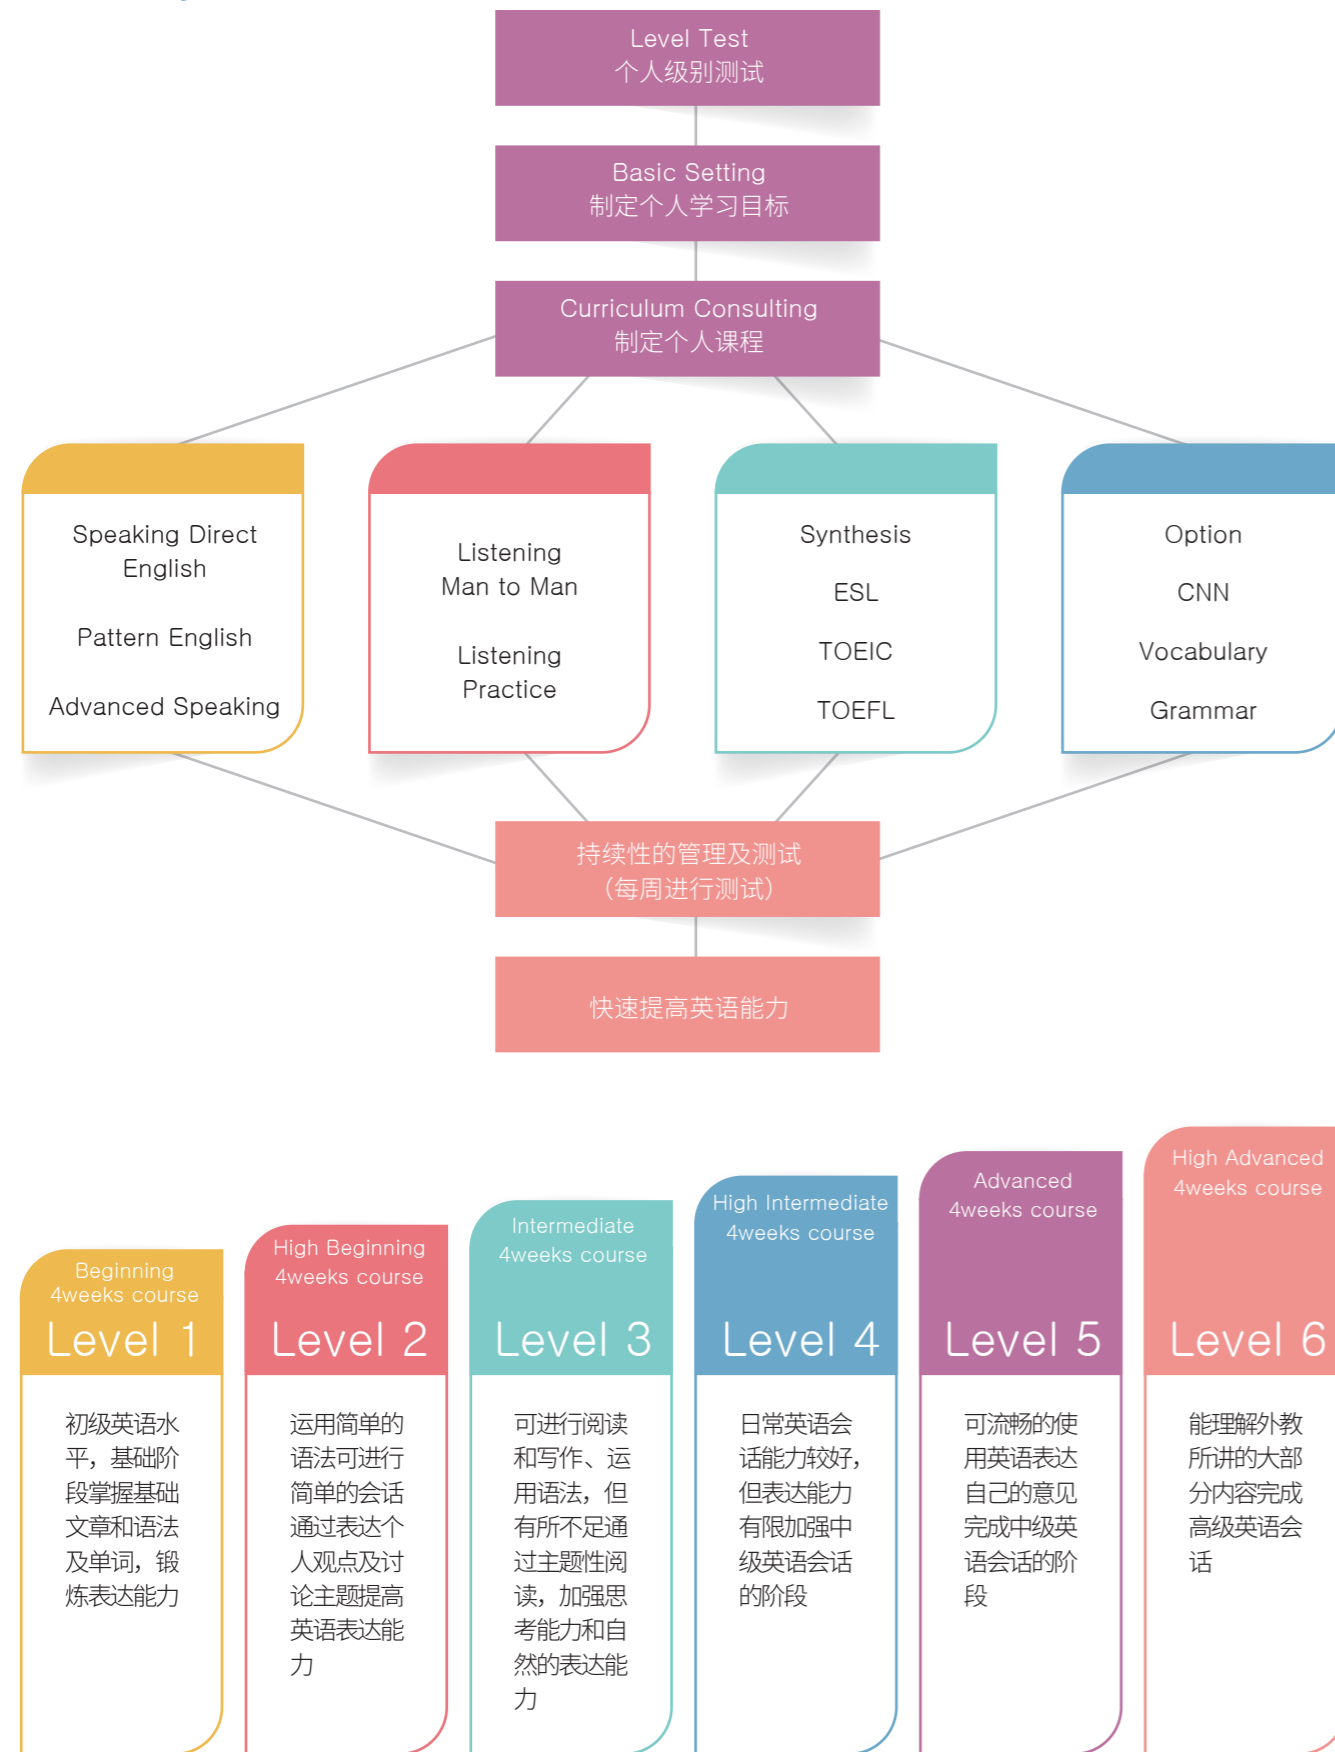 Level Test
个人级别测试
Basic Setting
制定个人学习目标
Curriculum Consulting
制定个人课程
Speaking Direct
English
Pattern English
Advanced Speaking
Listening
Man to Man
Listening
Practice
Synthesis
ESL
TOEIC
TOEFL
Option
CNN
Vocabulary
Grammar
持续性的管理及测试
（每周进行测试）
快速提高英语能力
Beginning
4weeks course
Level 1
初级英语水
平，基础阶
段掌握基础
文章和语法
及单词，锻
炼表达能力
High Beginning
4weeks course
Level 2
运用简单的
语法可进行
简单的会话
通过表达个
人观点及讨
论主题提高
英语表达能
力
Intermediate
4weeks course
Level 3
可进行阅读
和写作、运
用语法，但
有所不足通
过主题性阅
读，加强思
考能力和自
然的表达能
力
High Intermediate
4weeks course
Level 4
日常英语会
话能力较好，
但表达能力
有限加强中
级英语会话
的阶段
Advanced
4weeks course
Level 5
可流畅的使
用英语表达
自己的意见
完成中级英
语会话的阶
段
High Advanced
4weeks course
Level 6
能理解外教
所讲的大部
分内容完成
高级英语会
话